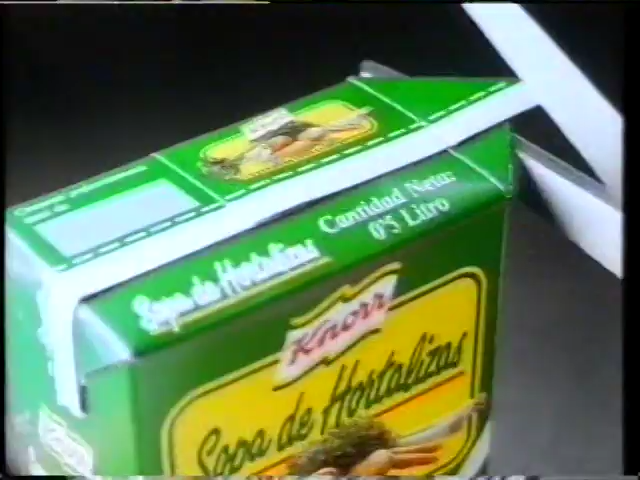 Sopa de Hortalizas
Cantidad Neta:
0'5 Litro
Knorr
Sopa de Hortalizas